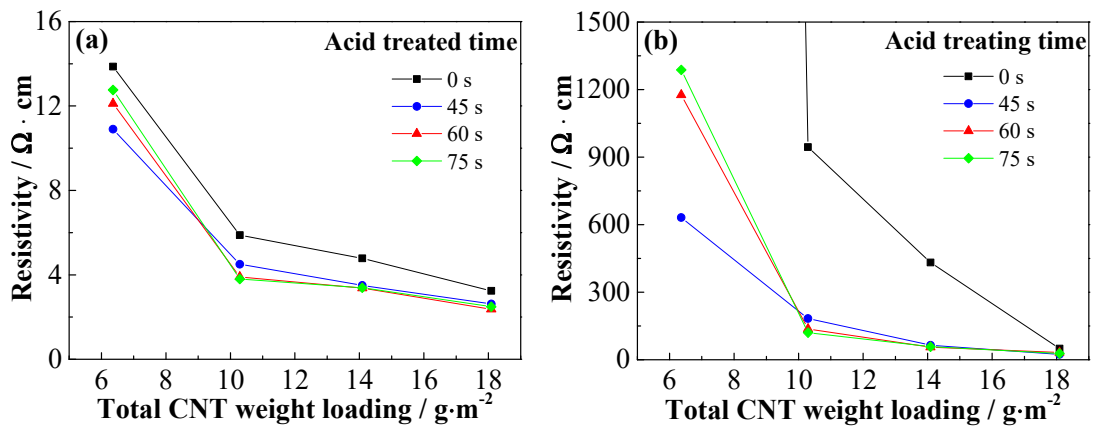 (a)
Acid treated time
0 s
45 s
60 s
75 s
16
12
8
4
0
Resistivity / Ω · cm
6 8 10 12 14 16 18
Total CNT weight loading / g·m-2
(b)
Acid treating time
0 s
45 s
60 s
75 s
1500
1200
900
600
300
0
Resistivity / Ω · cm
6 8 10 12 14 16 18
Total CNT weight loading / g·m-2